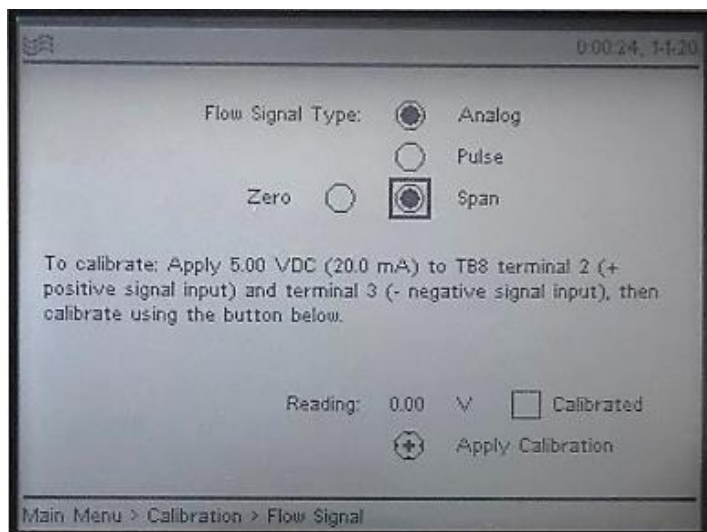 0:00:24, 1-1-20
Flow Signal Type: Analog
Pulse
Zero Span
To calibrate: Apply 5.00 VDC (20.0 mA) to TB8 terminal 2 (+
positive signal input) and terminal 3 (- negative signal input), then
calibrate using the button below.
Reading: 0.00 V Calibrated
Apply Calibration
Main Menu > Calibration > Flow Signal